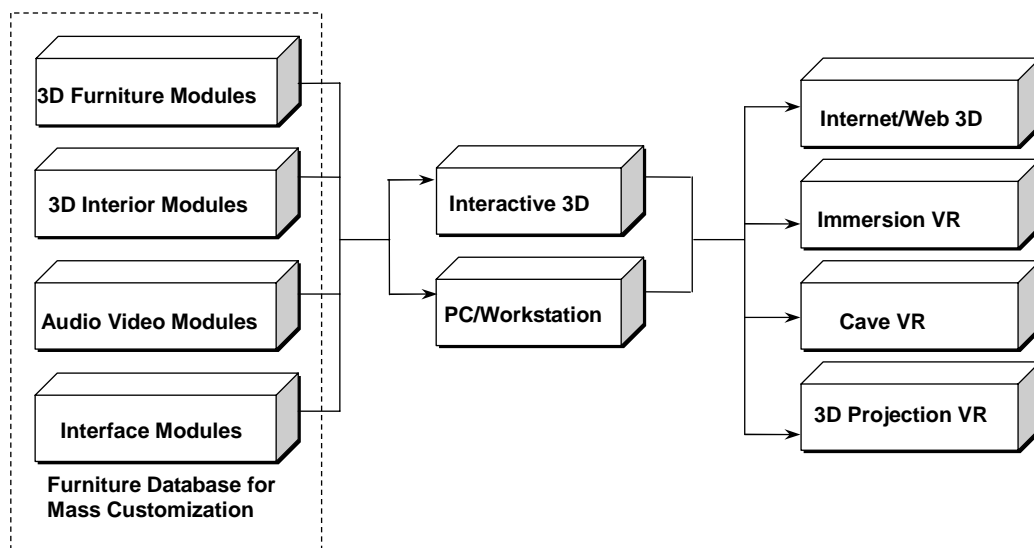 3D Furniture Modules
3D Interior Modules
Audio Video Modules
Interface Modules
Furniture Database for
Mass Customization
Interactive 3D
PC/Workstation
Internet/Web 3D
Immersion VR
Cave VR
3D Projection VR